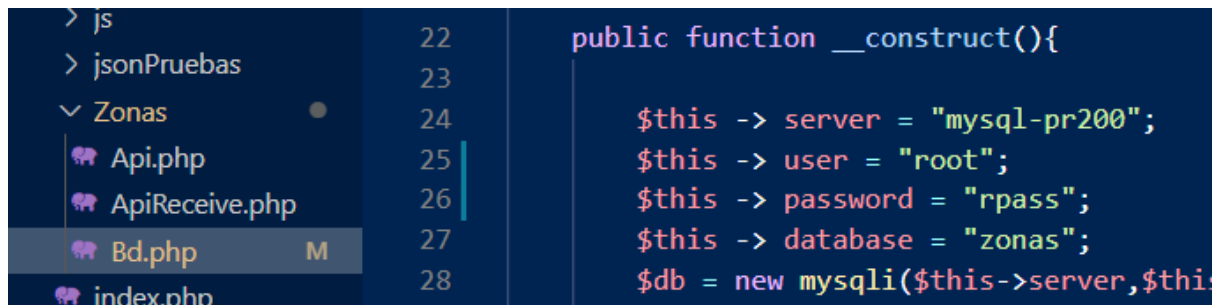 js
jsonPruebas
Zonas
Api.php
ApiReceive.php
Bd.php M
index.php
22 public function __construct(){
23
24 $this -> server = "mysql-pr200";
25 $this -> user = "root";
26 $this -> password = "rpass";
27 $this -> database = "zonas";
28 $db = new mysqli($this->server,$this